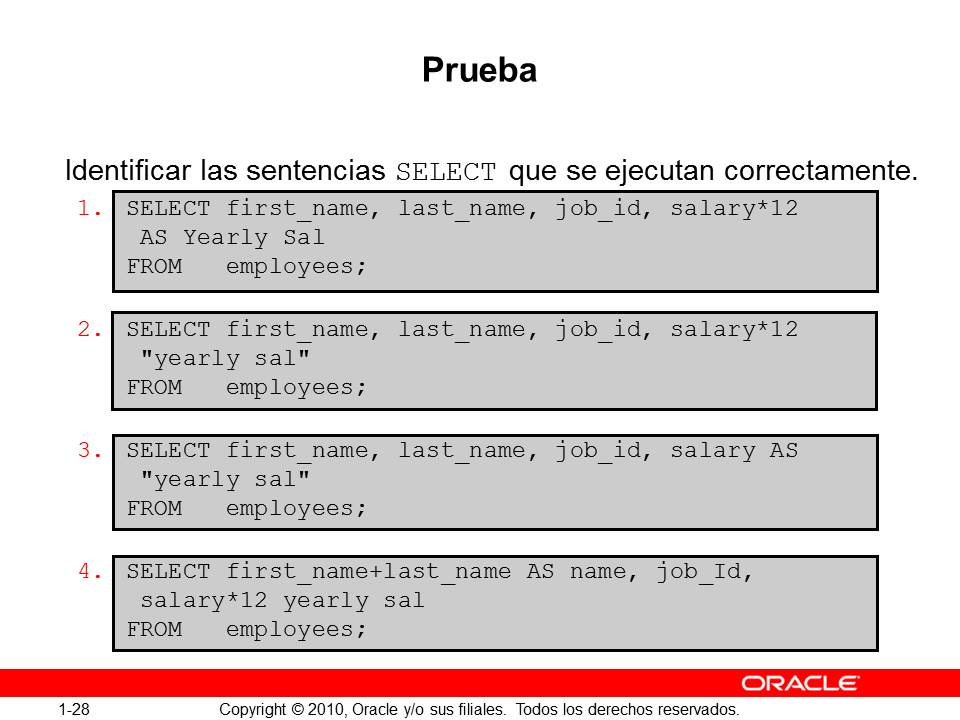 Prueba
Identificar las sentencias SELECT que se ejecutan correctamente.
1. SELECT first_name, last_name, job_id, salary*12
AS Yearly Sal
FROM employees;
2. SELECT first_name, last_name, job_id, salary*12
"yearly sal"
FROM employees;
3. SELECT first_name, last_name, job_id, salary AS
"yearly sal"
FROM employees;
4. SELECT first_name+last_name AS name, job_Id,
salary*12 yearly sal
FROM employees;
ORACLE
1-28 Copyright © 2010, Oracle y/o sus filiales. Todos los derechos reservados.